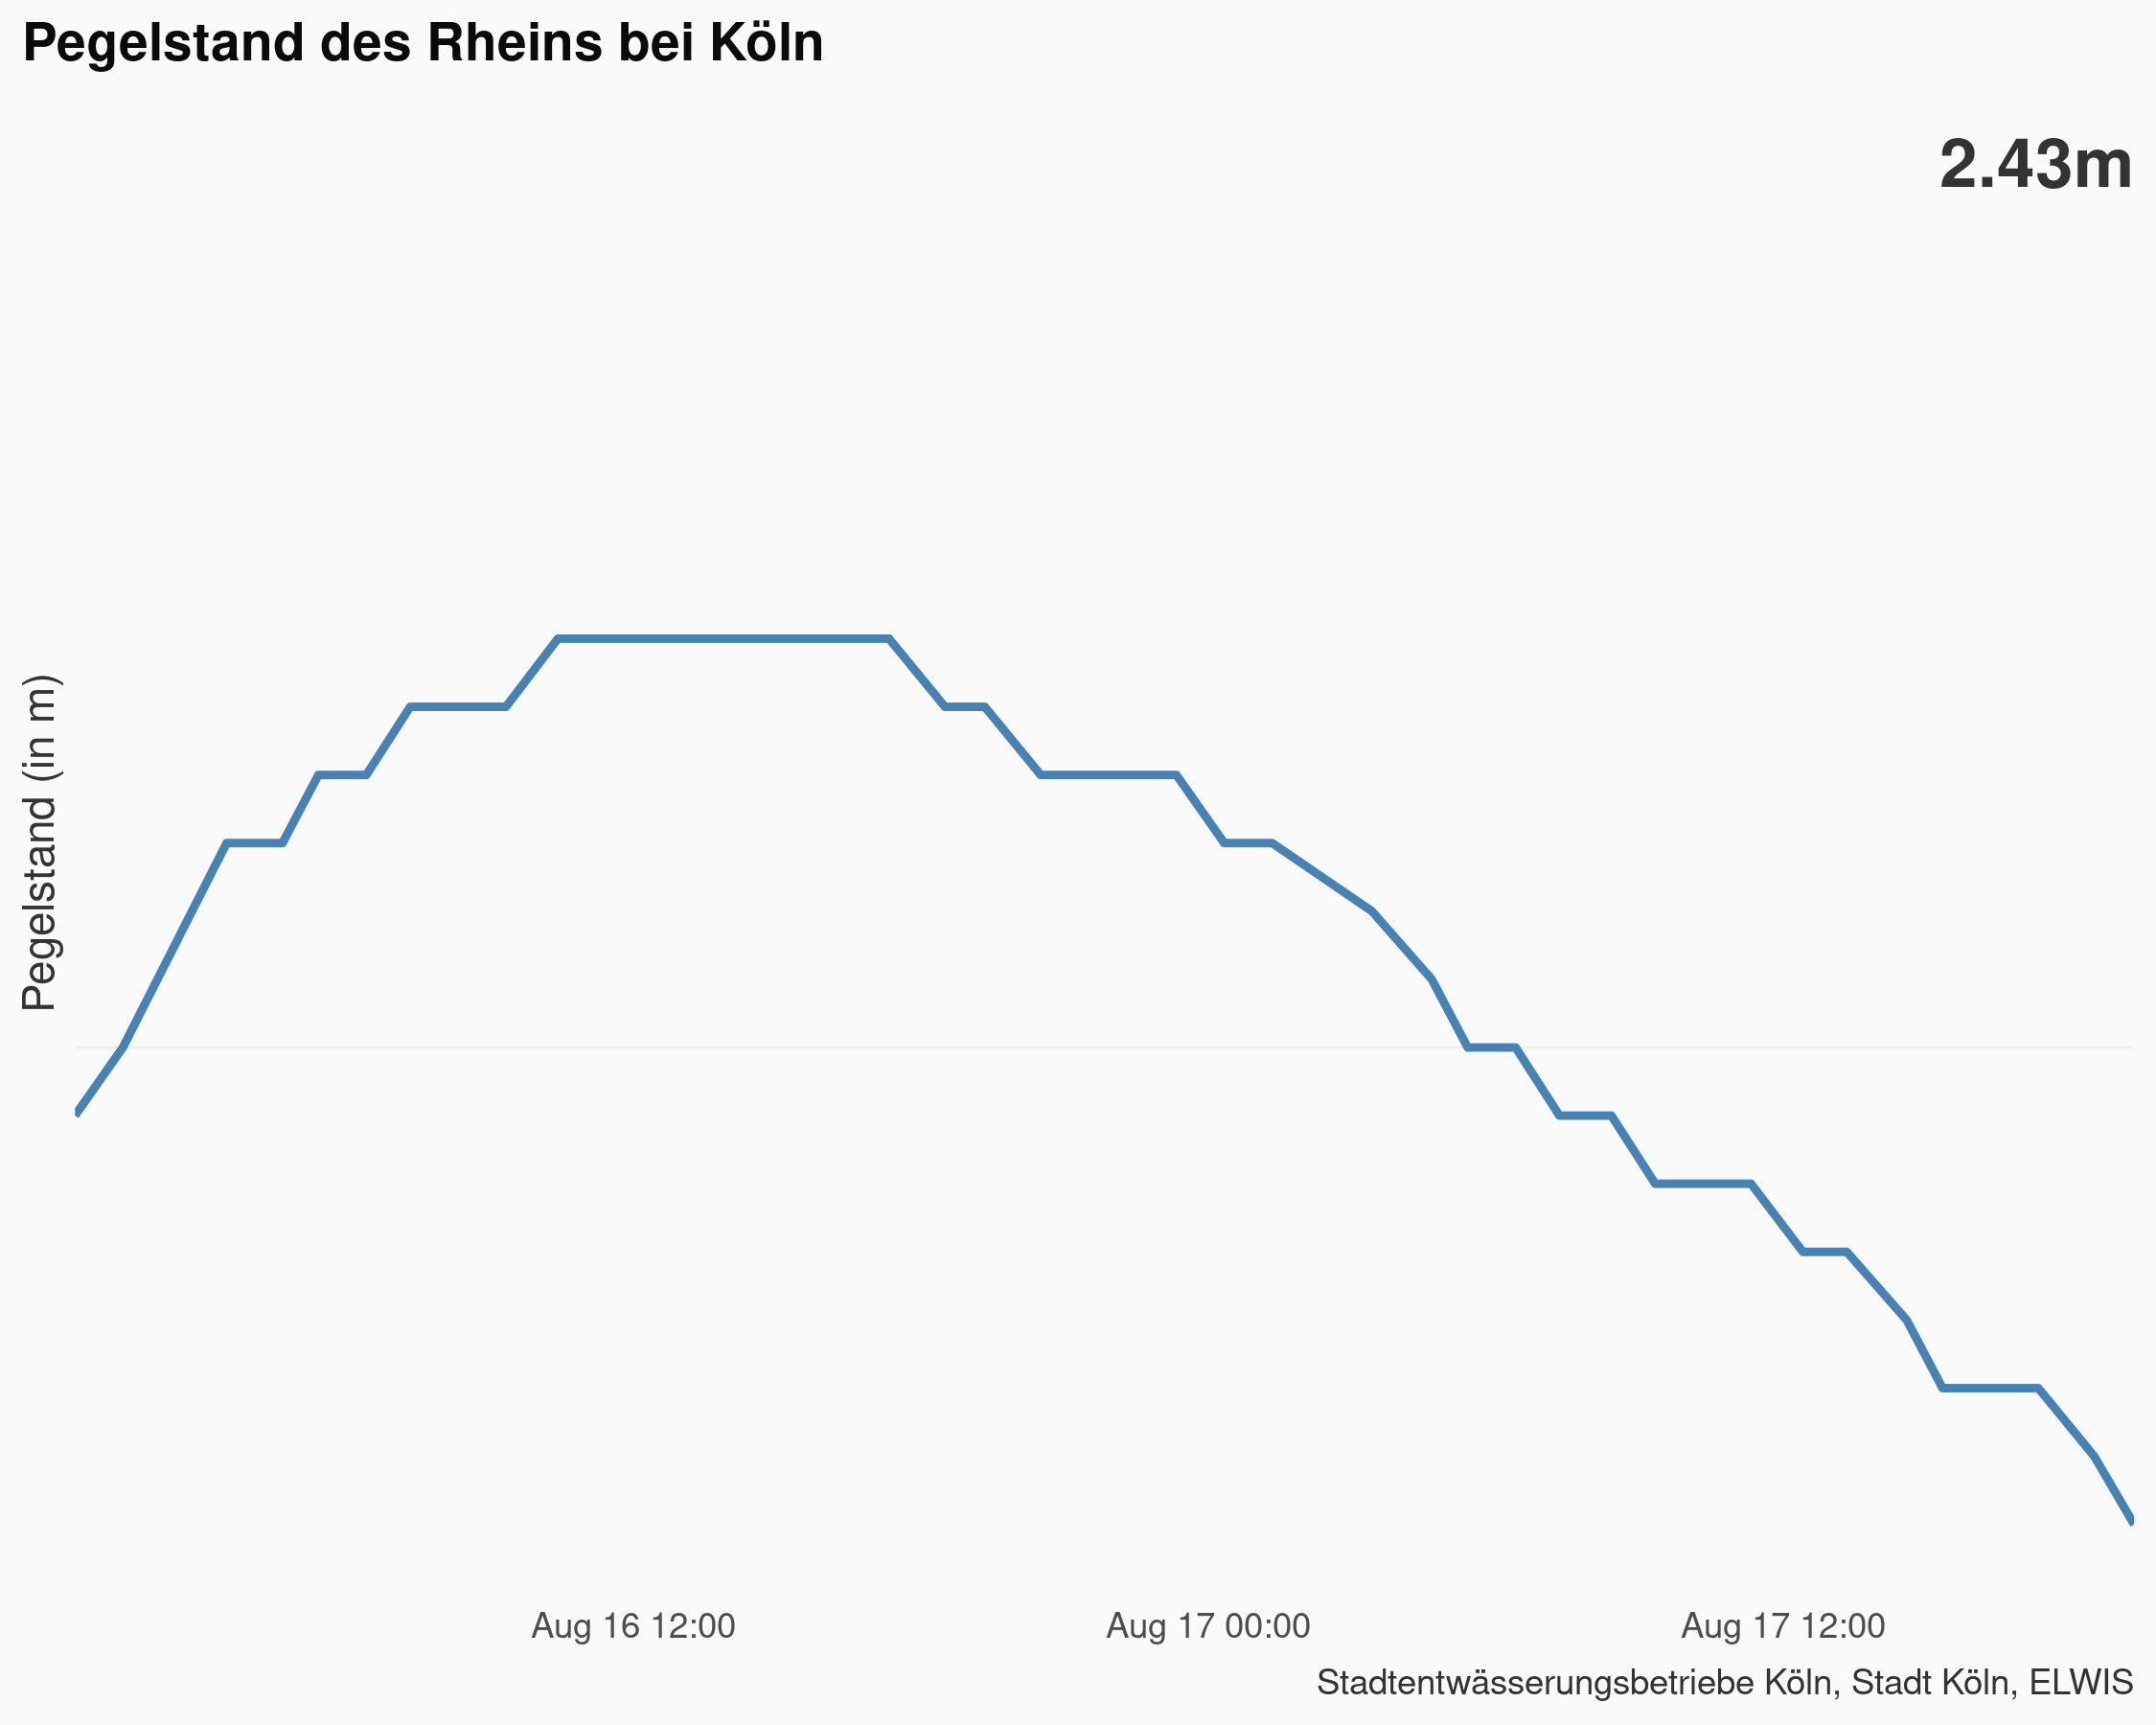 Pegelstand des Rheins bei Köln
2.43m
Pegelstand (in m)
Aug 16 12:00
Aug 17 00:00
Aug 17 12:00
Stadtentwässerungsbetriebe Köln, Stadt Köln, ELWIS